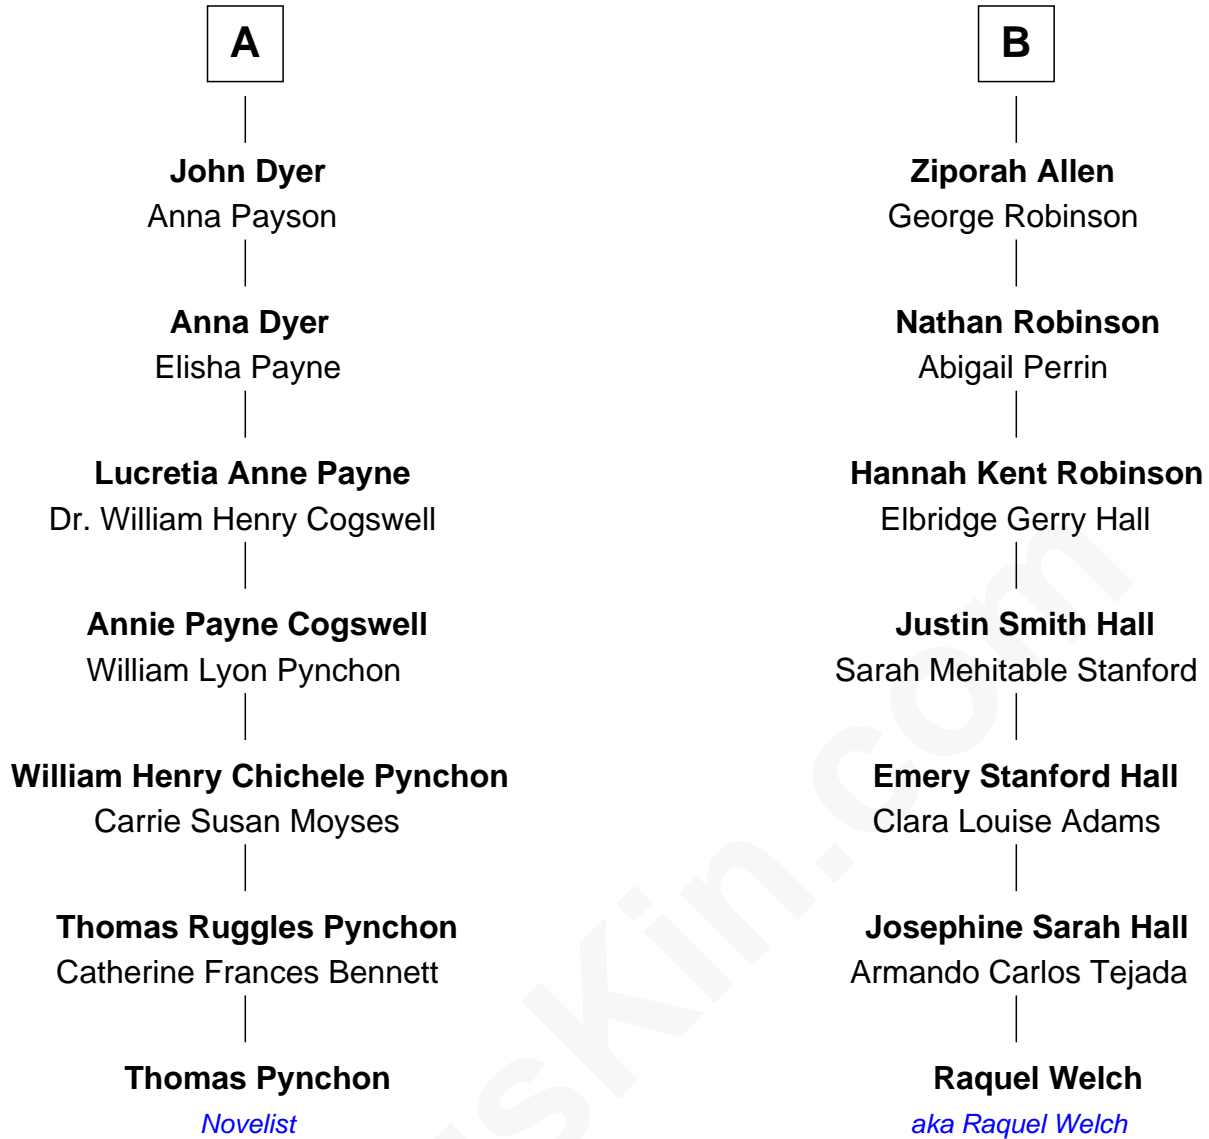 A
B
John Dyer
Anna Payson
Ziporah Allen
George Robinson
Anna Dyer
Elisha Payne
Nathan Robinson
Abigail Perrin
Lucretia Anne Payne
Dr. William Henry Cogswell
Hannah Kent Robinson
Elbridge Gerry Hall
Annie Payne Cogswell
William Lyon Pynchon
Justin Smith Hall
Sarah Mehitable Stanford
William Henry Chichele Pynchon
Carrie Susan Moyses
Emery Stanford Hall
Clara Louise Adams
Thomas Ruggles Pynchon
Catherine Frances Bennett
Josephine Sarah Hall
Armando Carlos Tejada
Thomas Pynchon
Novelist
Raquel Welch
aka Raquel Welch